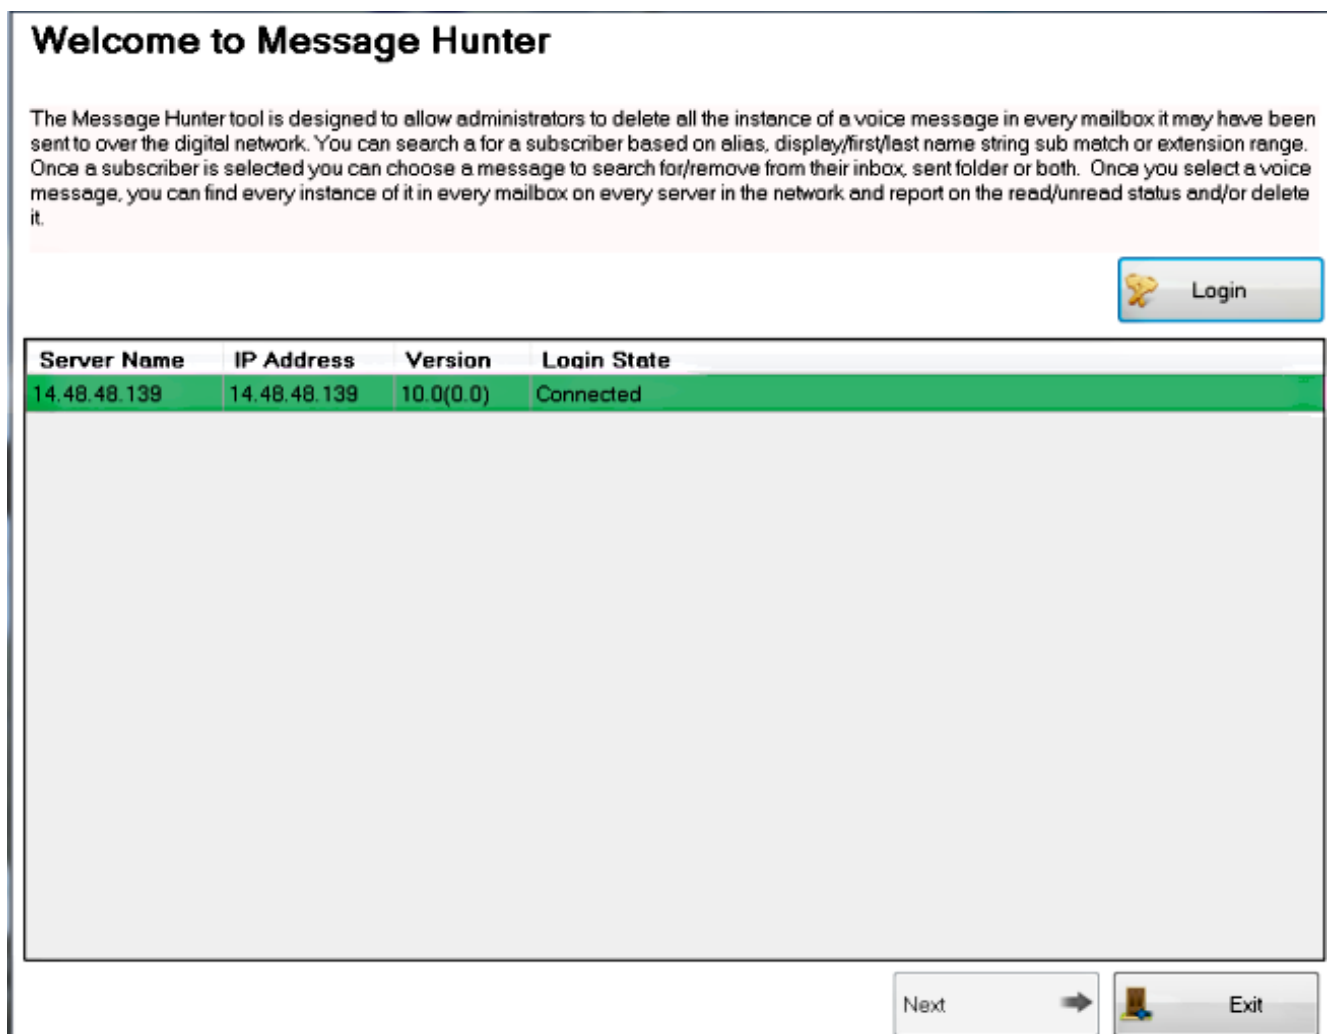 Welcome to Message Hunter
The Message Hunter tool is designed to allow administrators to delete all the instance of a voice message in every mailbox it may have been
sent to over the digital network. You can search a for a subscriber based on alias, display/first/last name string sub match or extension range.
Once a subscriber is selected you can choose a message to search for/remove from their inbox, sent folder or both.  Once you select a voice
message, you can find every instance of it in every mailbox on every server in the network and report on the read/unread status and/or delete
it.
Login
Server Name IP Address Version Login State
14.48.48.139 14.48.48.139 10.0(0.0) Connected
Next Exit